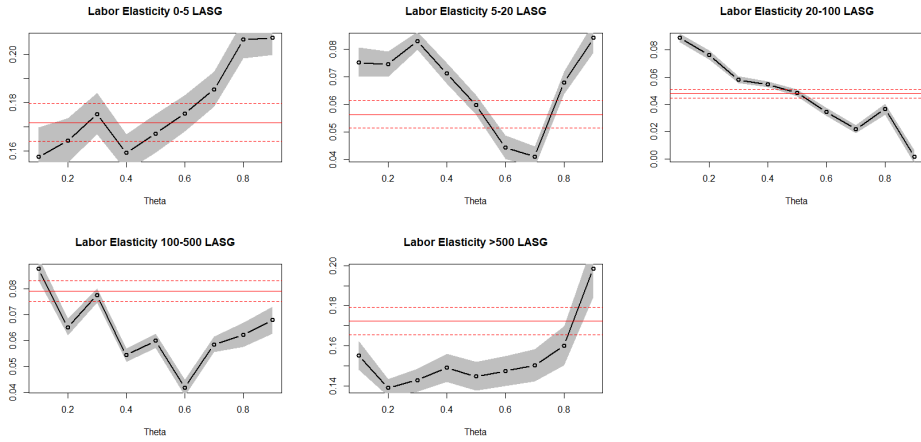 Labor Elasticity 0-5 LASG
0.16 0.18 0.20
0.2 0.4 0.6 0.8
Theta
Labor Elasticity 5-20 LASG
0.04 0.05 0.06 0.07 0.08
0.2 0.4 0.6 0.8
Theta
Labor Elasticity 20-100 LASG
0.00 0.02 0.04 0.06 0.08
0.2 0.4 0.6 0.8
Theta
Labor Elasticity 100-500 LASG
0.04 0.05 0.06 0.08
0.2 0.4 0.6 0.8
Theta
Labor Elasticity >500 LASG
0.14 0.16 0.18 0.20
0.2 0.4 0.6 0.8
Theta